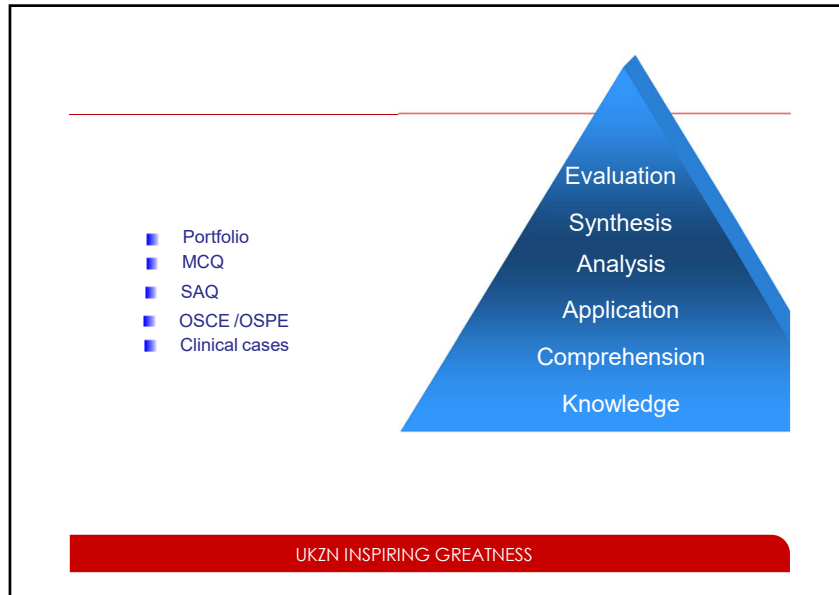 Portfolio
MCQ
SAQ
OSCE /OSPE
Clinical cases
Evaluation
Synthesis
Analysis
Application
Comprehension
Knowledge
UKZN INSPIRING GREATNESS